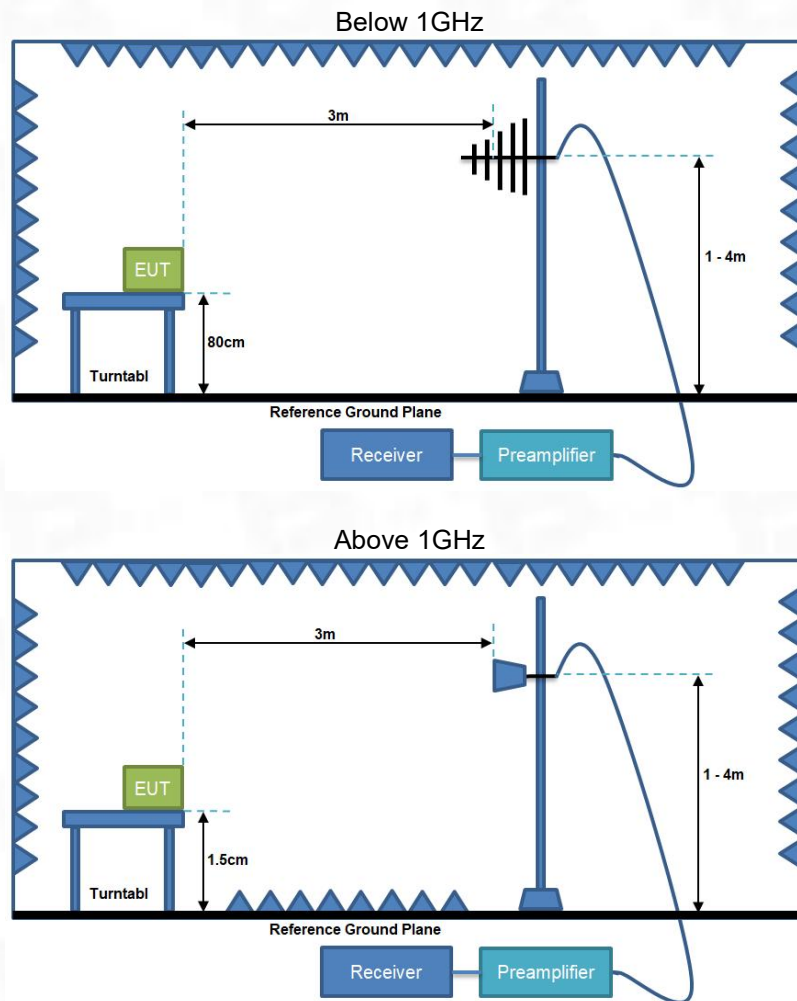 Below 1GHz
3m
EUT
1 - 4m
80cm
Turntabl
Reference Ground Plane
Receiver
Preamplifier
Above 1GHz
3m
EUT
1 - 4m
1.5cm
Turntabl
Reference Ground Plane
Receiver
Preamplifier